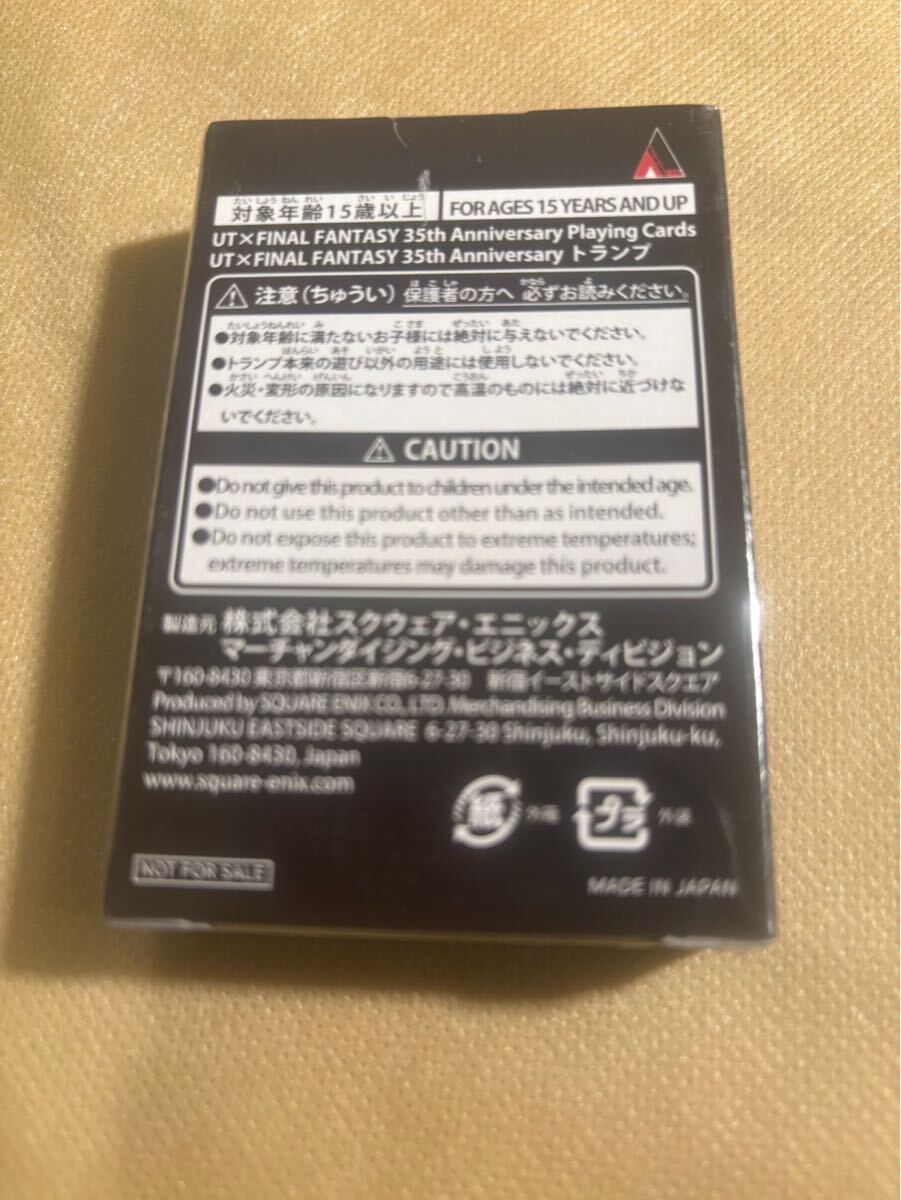 対象年齢15歳以上 FOR AGES 15 YEARS AND UP
UT×FINAL FANTASY 35th Anniversary Playing Cards
UT×FINAL FANTASY 35th Anniversary トランプ
注意(ちゅうい) 保護者の方へ 必ずお読みください。
●対象年齢に満たないお子様には絶対に与えないでください。
●トランプ本来の遊び以外の用途には使用しないでください。
●火災・変形の原因になりますので高温のものには絶対に近づけな
いでください。
CAUTION
●Do not give this product to children under the intended age.
●Do not use this product other than as intended.
●Do not expose this product to extreme temperatures;
extreme temperatures may damage this product.
製造元 株式会社スクウェア・エニックス
マーチャンダイジング・ビジネス・ディビジョン
〒160-8430 東京都新宿区新宿6-27-30 新宿イーストサイドスクエア
Produced by SQUARE ENIX CO., LTD. Merchandising Business Division
SHINJUKU EASTSIDE SQUARE 6-27-30 Shinjuku, Shinjuku-ku,
Tokyo 160-8430, Japan
www.square-enix.com
紙 外箱 プラ 外装
NOT FOR SALE
MADE IN JAPAN